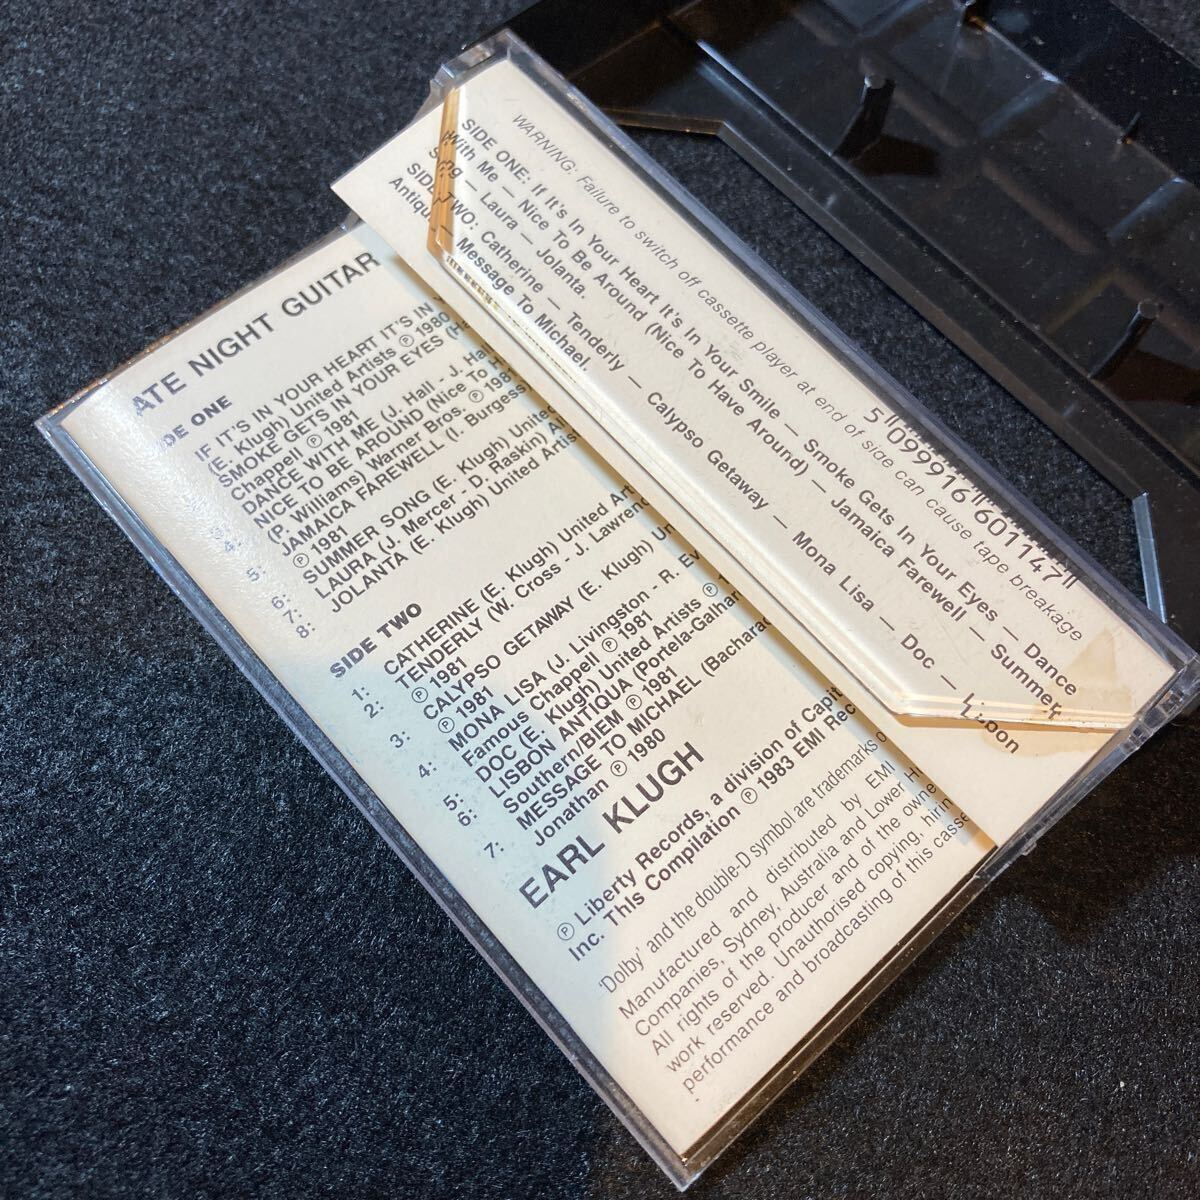 WARNING: Failure to switch off cassette player at end of side can cause tape breakage
5 099916 601147
SIDE ONE: If It's In Your Heart It's In Your Smile — Smoke Gets In Your Eyes — Dance
With Me — Nice To Be Around (Nice To Have Around) — Jamaica Farewell — Summer
Song — Laura — Jolanta.
SIDE TWO: Catherine — Tenderly — Calypso Getaway — Mona Lisa — Doc — Lisbon
Antiqua — Message To Michael.
ATE NIGHT GUITAR
SIDE ONE
IF IT'S IN YOUR HEART IT'S IN Y
(E. Klugh) United Artists ℗ 1980
SMOKE GETS IN YOUR EYES (Ha
Chappell ℗ 1981
DANCE WITH ME (J. Hall - J. Hal
NICE TO BE AROUND (Nice To H
4: (P. Williams) Warner Bros. ℗ 1981
5: JAMAICA FAREWELL (I. Burgess)
℗ 1981
6: SUMMER SONG (E. Klugh) United
7: LAURA (J. Mercer - D. Raskin)
8: JOLANTA (E. Klugh) United Artis
SIDE TWO
1: CATHERINE (E. Klugh) United Art
2: TENDERLY (W. Cross - J. Lawrenc
℗ 1981
3: CALYPSO GETAWAY (E. Klugh) Un
℗ 1981
4: MONA LISA (J. Livingston - R. Ev
Famous Chappell ℗ 1981
5: DOC (E. Klugh) United Artists ℗ 1
6: LISBON ANTIQUA (Portela-Galhar
Southern/BIEM ℗ 1981
7: MESSAGE TO MICHAEL (Bacharac
Jonathan ℗ 1980
EARL KLUGH
℗ Liberty Records, a division of Capit
Inc. This Compilation ℗ 1983 EMI Rec
'Dolby' and the double-D symbol are trademarks o
Manufactured and distributed by EMI
Companies, Sydney, Australia and Lower H
All rights of the producer and of the owne
work reserved. Unauthorised copying, hirin
performance and broadcasting of this casse